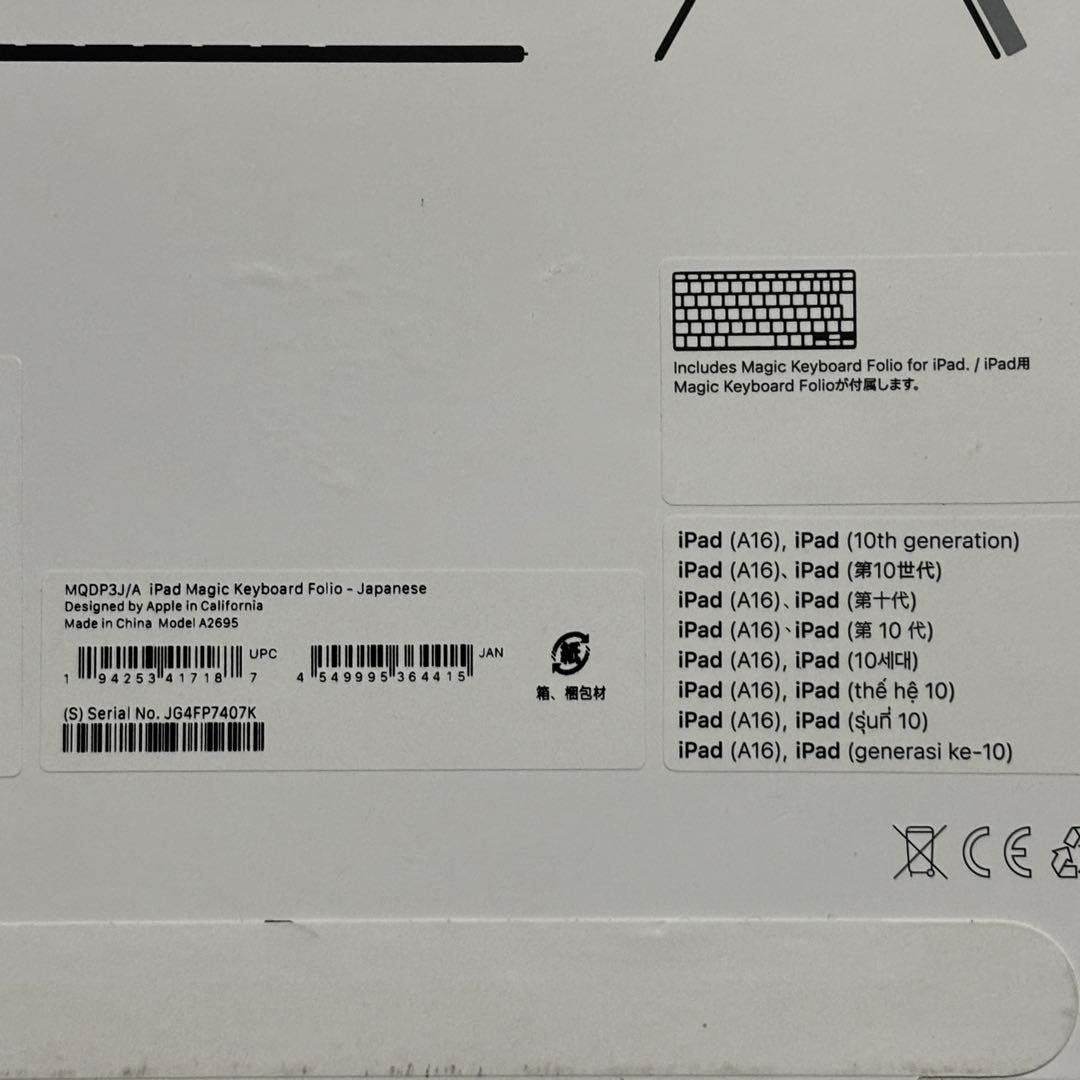 Includes Magic Keyboard Folio for iPad. / iPad用
Magic Keyboard Folioが付属します。
MQDP3J/A iPad Magic Keyboard Folio - Japanese
Designed by Apple in California
Made in China Model A2695
UPC
1 94253 41718 7
JAN
4 549995 364415
紙
箱、梱包材
(S) Serial No. JG4FP7407K
iPad (A16), iPad (10th generation)
iPad (A16)、iPad (第10世代)
iPad (A16)、iPad (第十代)
iPad (A16)、iPad (第 10 代)
iPad (A16), iPad (10세대)
iPad (A16), iPad (thế hệ 10)
iPad (A16), iPad (รุ่นที่ 10)
iPad (A16), iPad (generasi ke-10)
CE